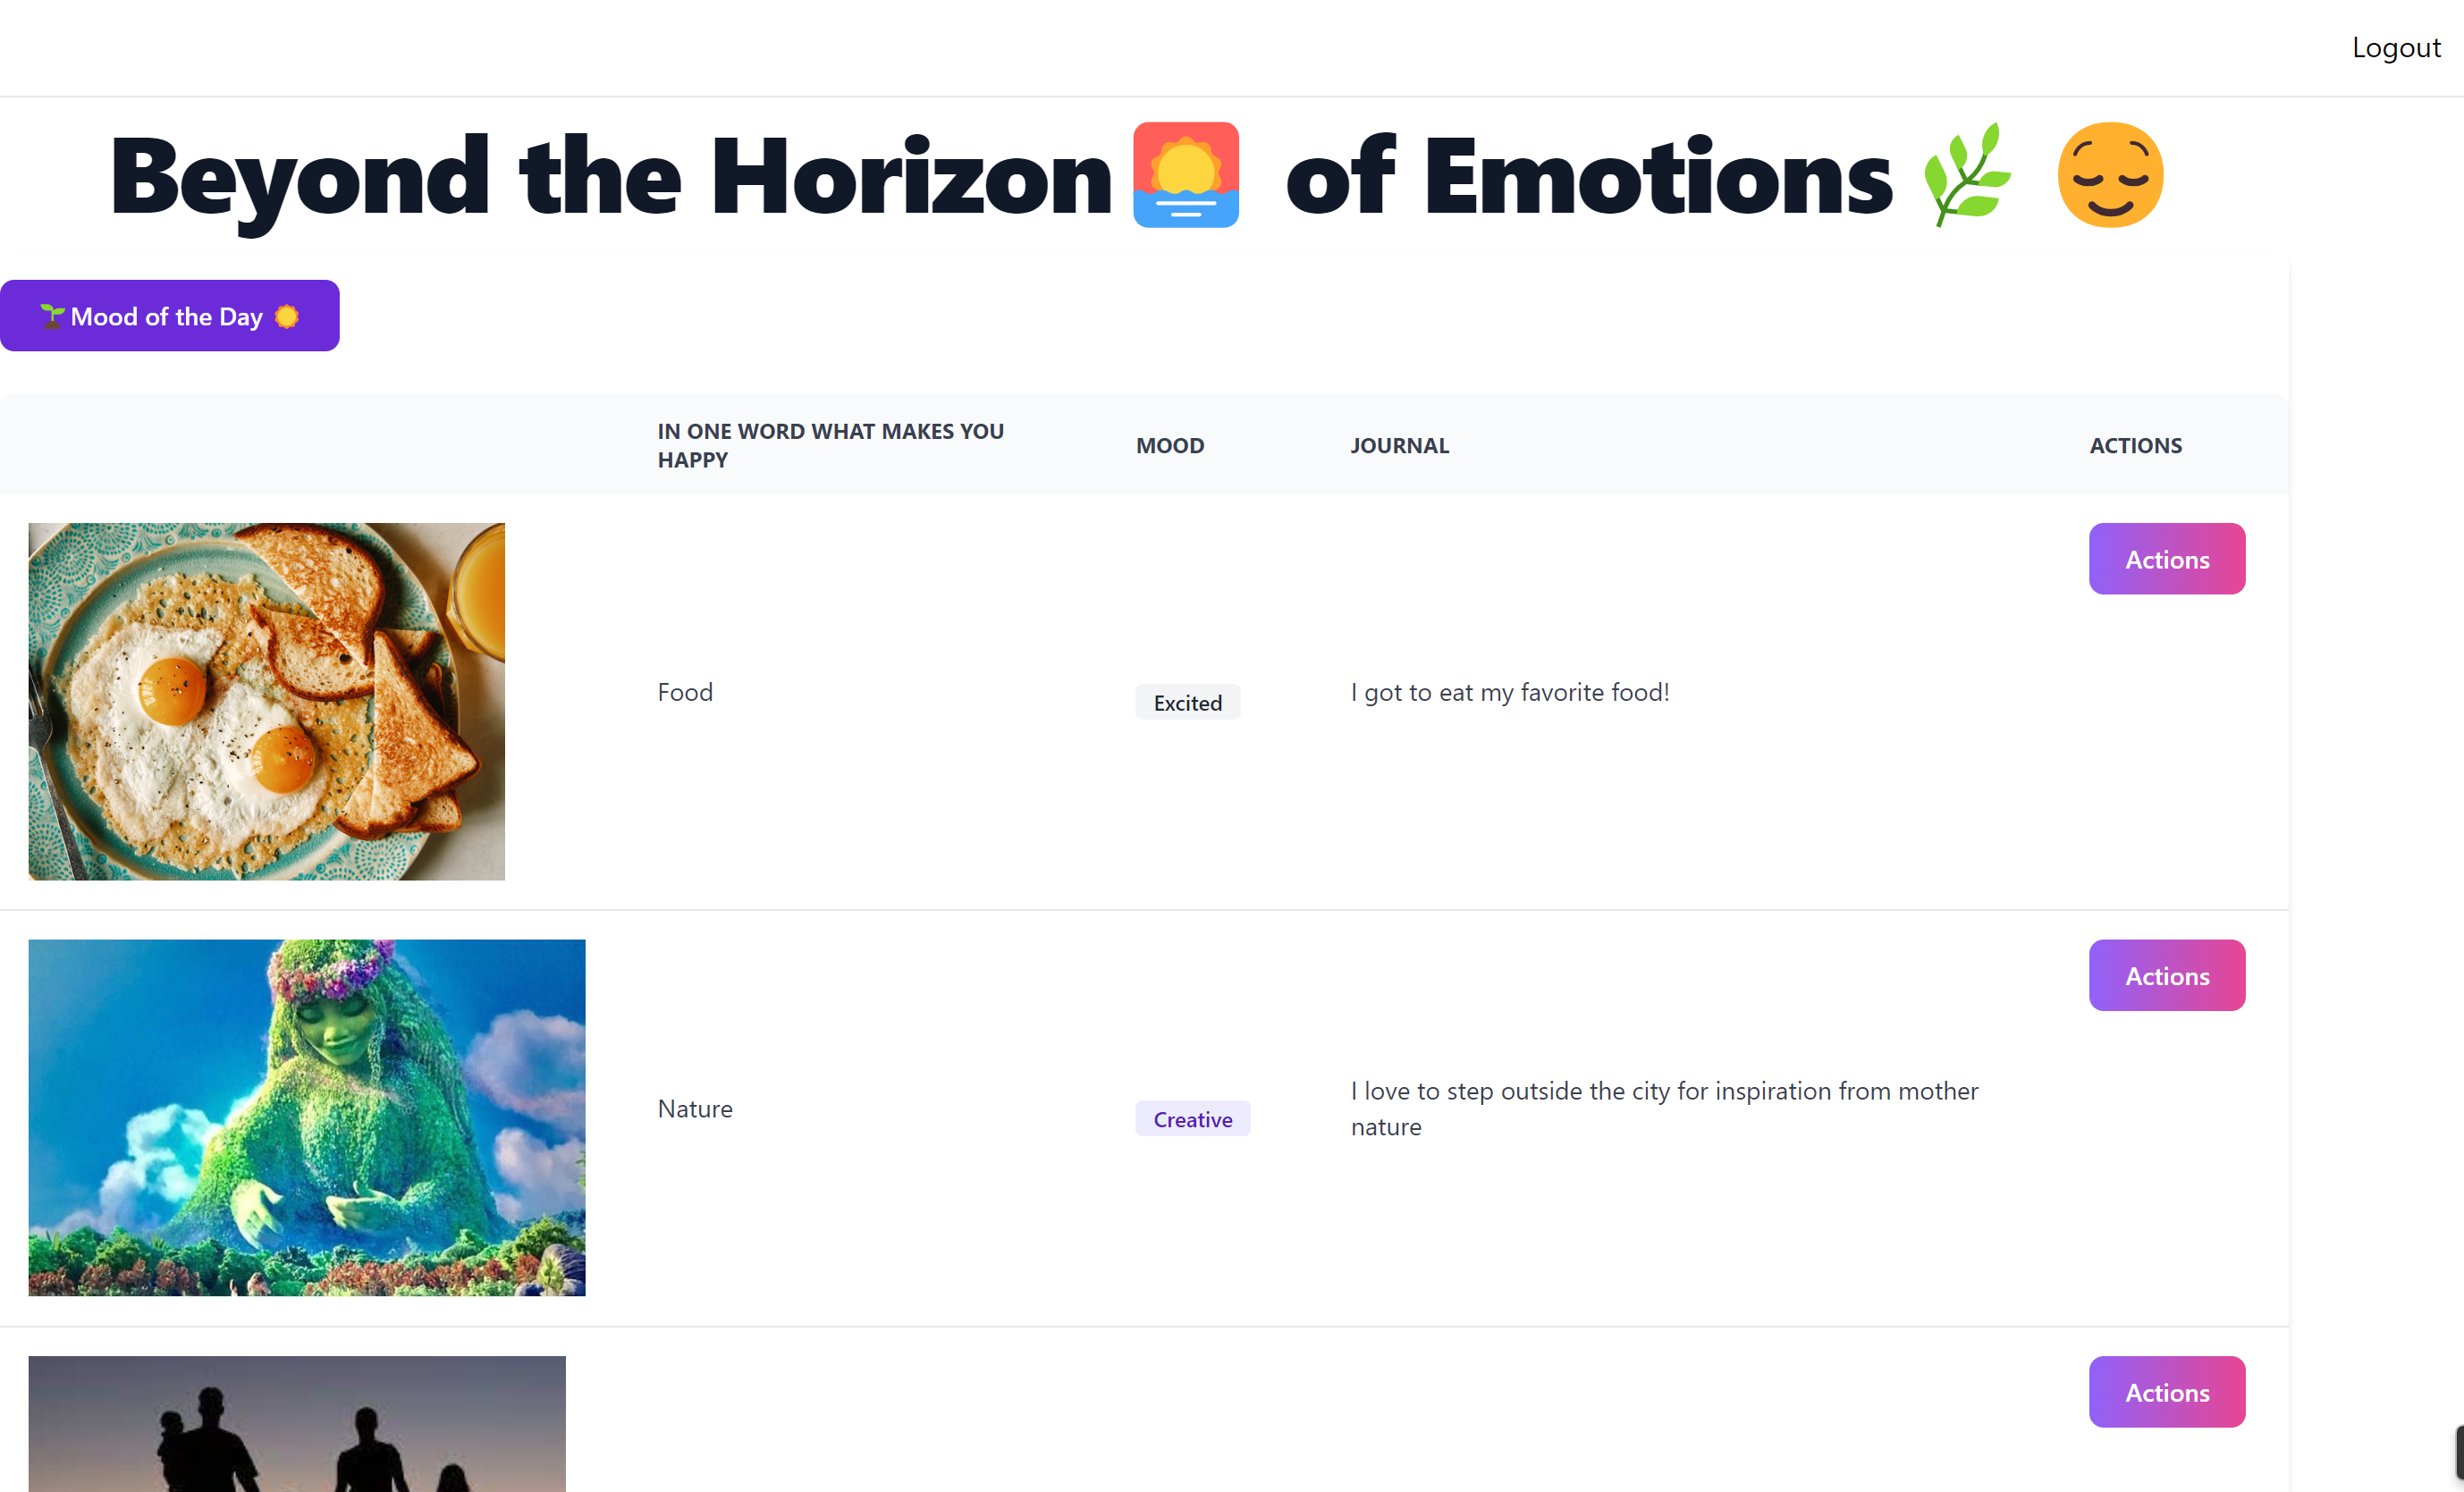 Logout
Beyond the Horizon🌅 of Emotions🌿😌
🌱Mood of the Day 🌼
IN ONE WORD WHAT MAKES YOU
HAPPY
MOOD
JOURNAL
ACTIONS
Food
Excited
I got to eat my favorite food!
Actions
Nature
Creative
I love to step outside the city for inspiration from mother
nature
Actions
Actions